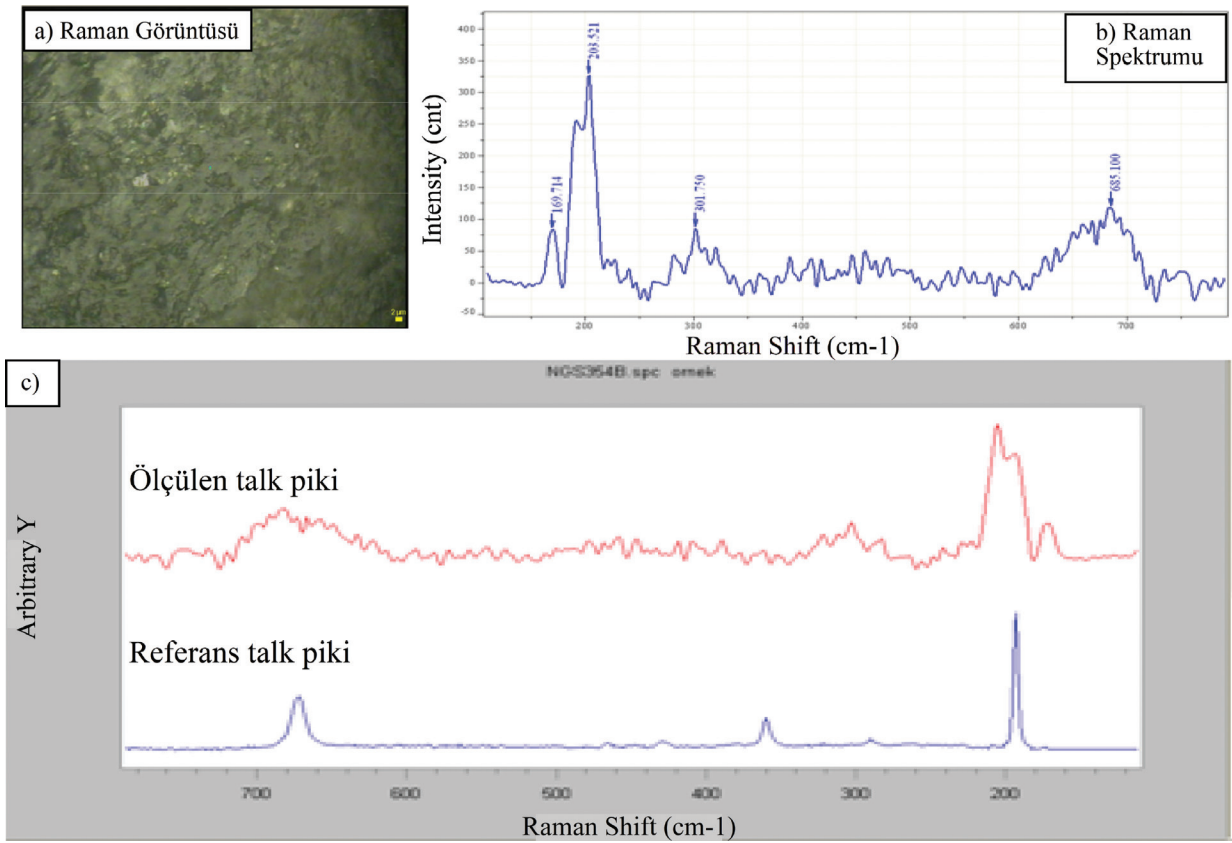 a) Raman Görüntüsü
2µm
b) Raman
Spektrumu
Intensity (cnt)
400
350
300
250
200
150
100
50
0
-50
169.714
203.521
301.750
685.100
200
300
400
500
600
700
Raman Shift (cm-1)
c)
NGS354B.spc ornek
Ölçülen talk piki
Referans talk piki
Arbitrary Y
700
600
500
400
300
200
Raman Shift (cm-1)